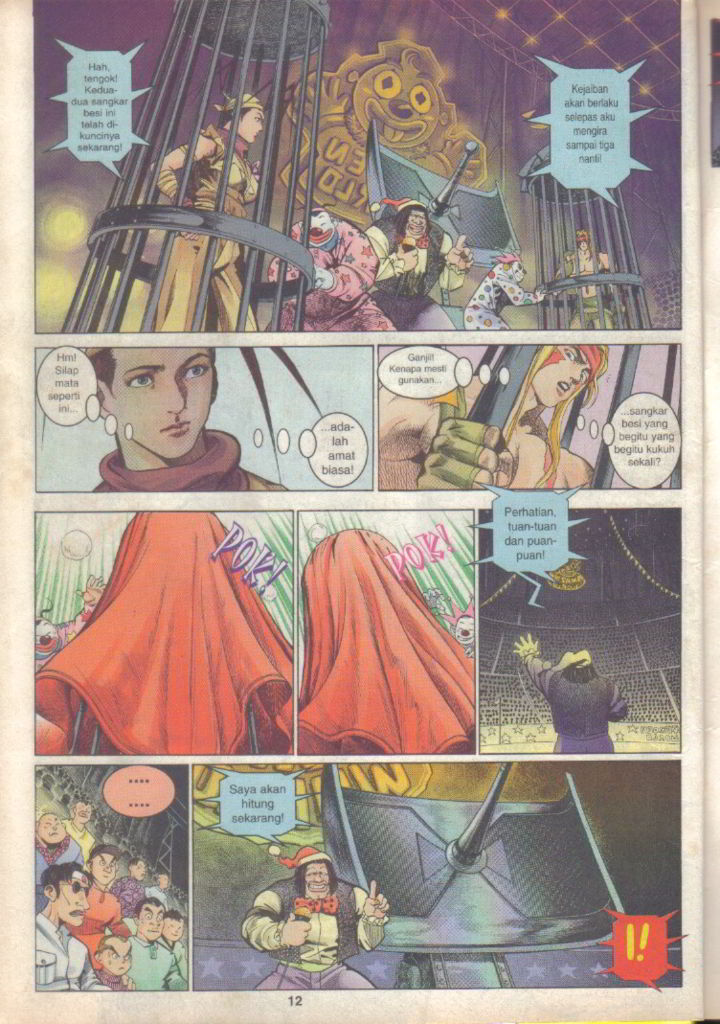 Hah,
tengok!
Kedua-
dua sangkar
besi ini
telah di-
kuncinya
sekarang!
Kejaiban
akan berlaku
selepas aku
mengira
sampai tiga
nanti!
Hm!
Silap
mata
seperti
ini...
...ada-
lah
amat
biasa!
Ganjil!
Kenapa mesti
gunakan...
...sangkar
besi yang
begitu yang
begitu kukuh
sekali?
POK!
POK!
Perhatian,
tuan-tuan
dan puan-
puan!
....
....
Saya akan
hitung
sekarang!
I!
12